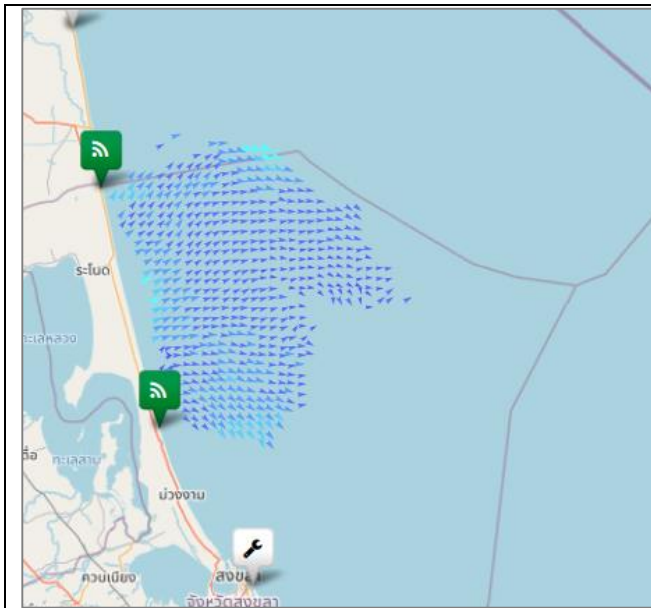 ระโนด
ทะเลหลวง
ทะเลสาบ
ม่วงงาม
ควนเนียง
สงขลา
จังหวัดสงขลา